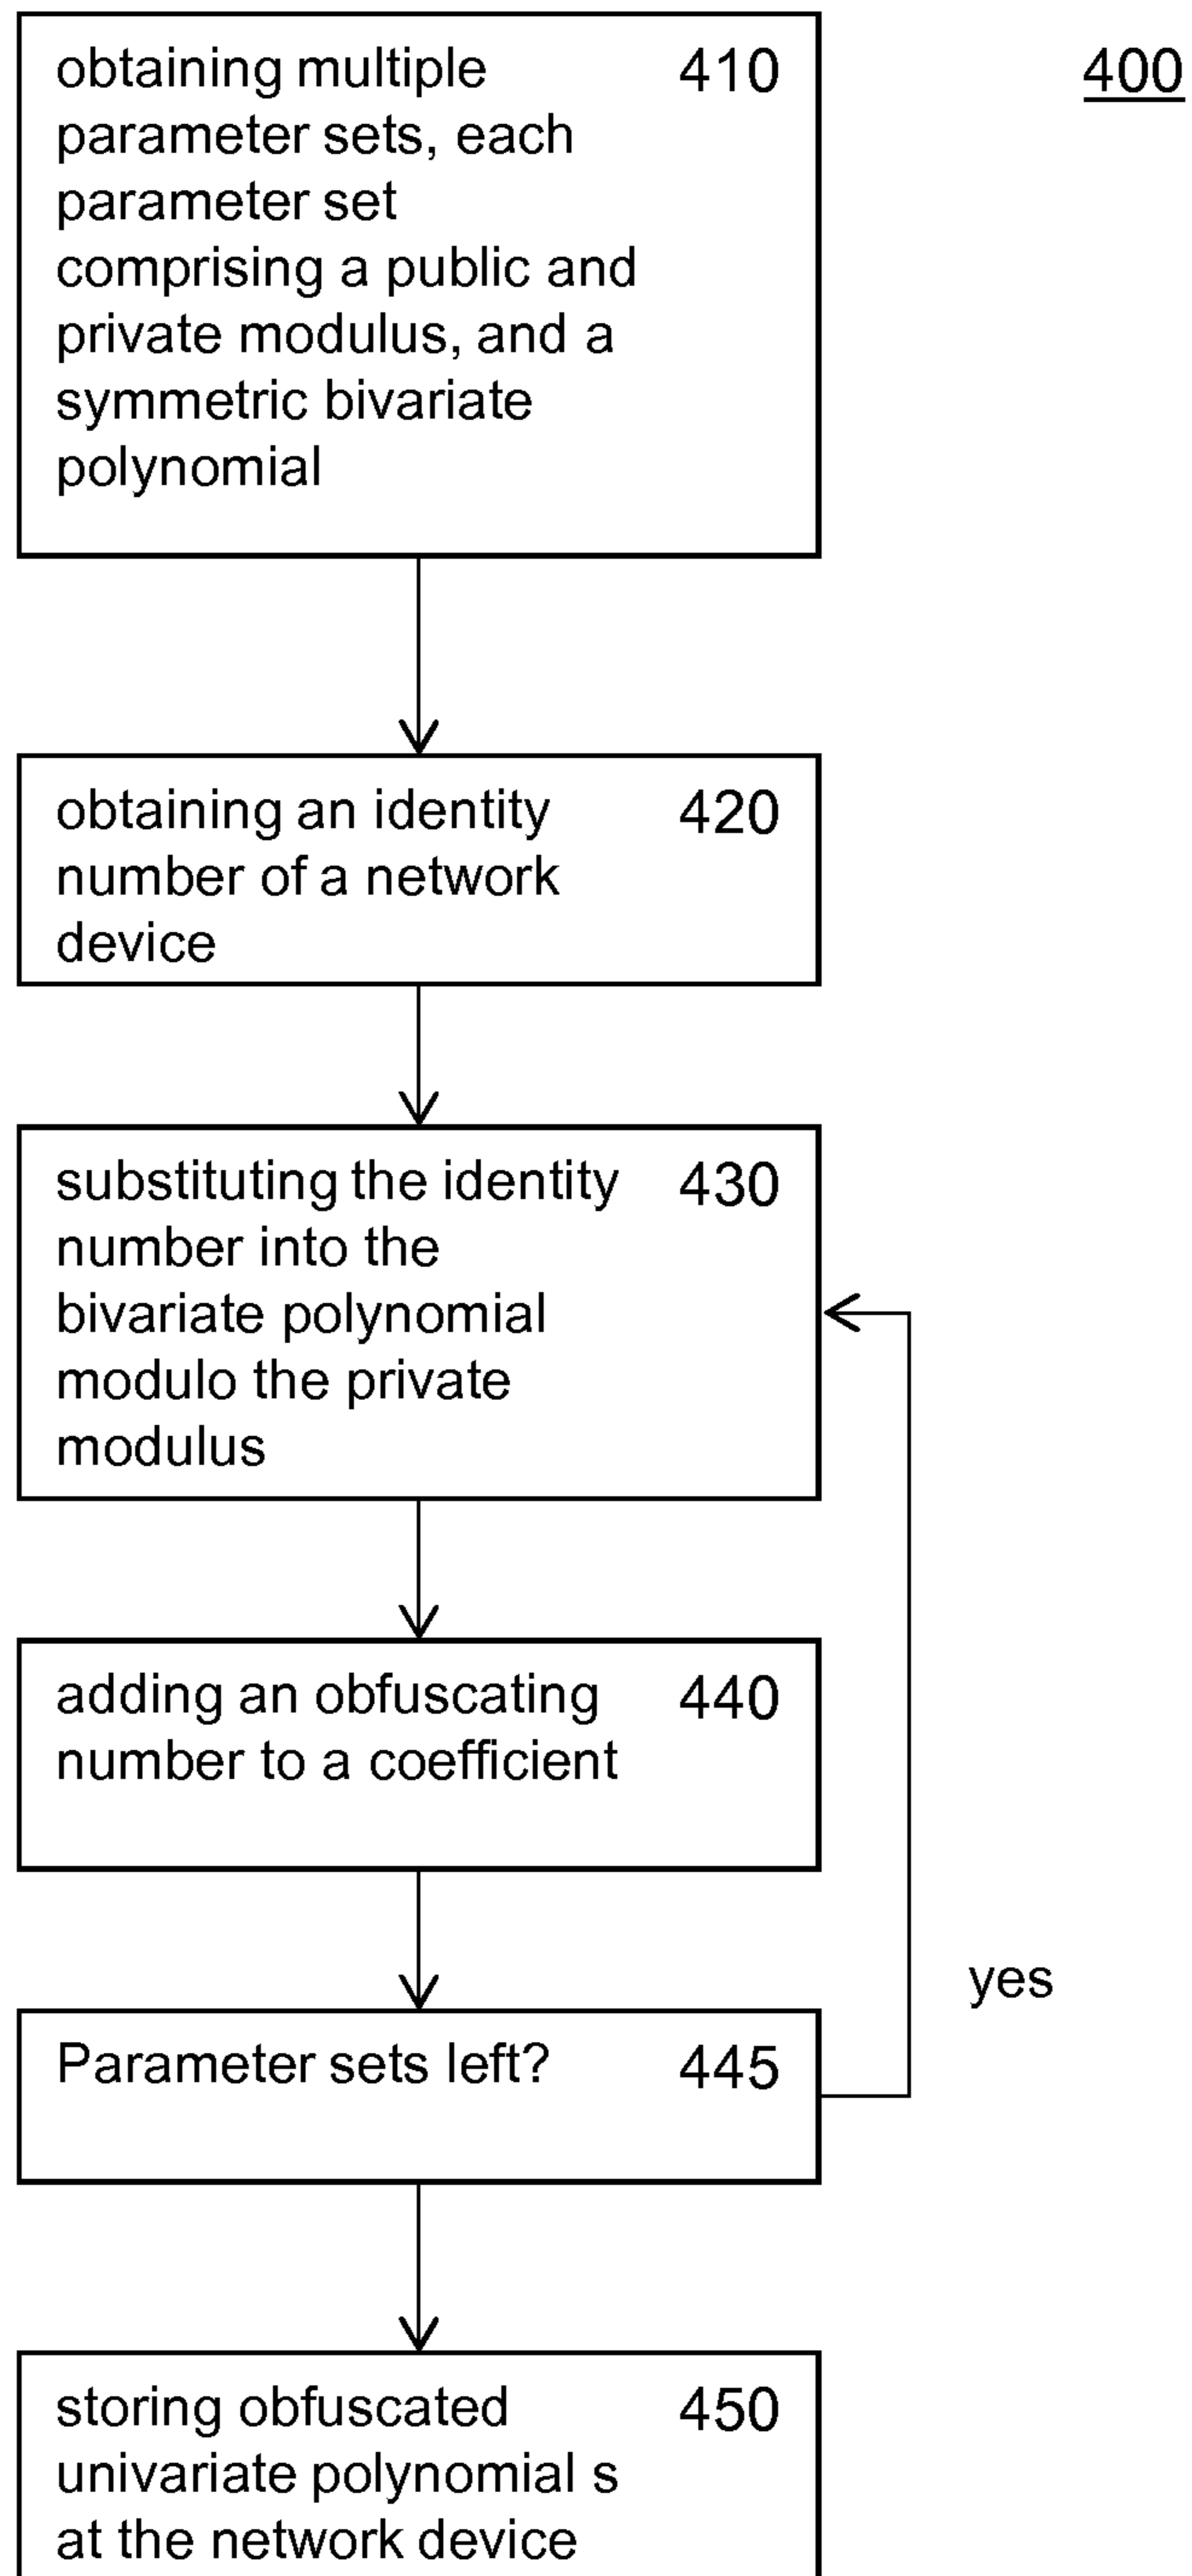 obtaining multiple 410
parameter sets, each
parameter set
comprising a public and
private modulus, and a
symmetric bivariate
polynomial
400
obtaining an identity 420
number of a network
device
substituting the identity 430
number into the
bivariate polynomial
modulo the private
modulus
adding an obfuscating 440
number to a coefficient
yes
Parameter sets left? 445
storing obfuscated 450
univariate polynomial s
at the network device